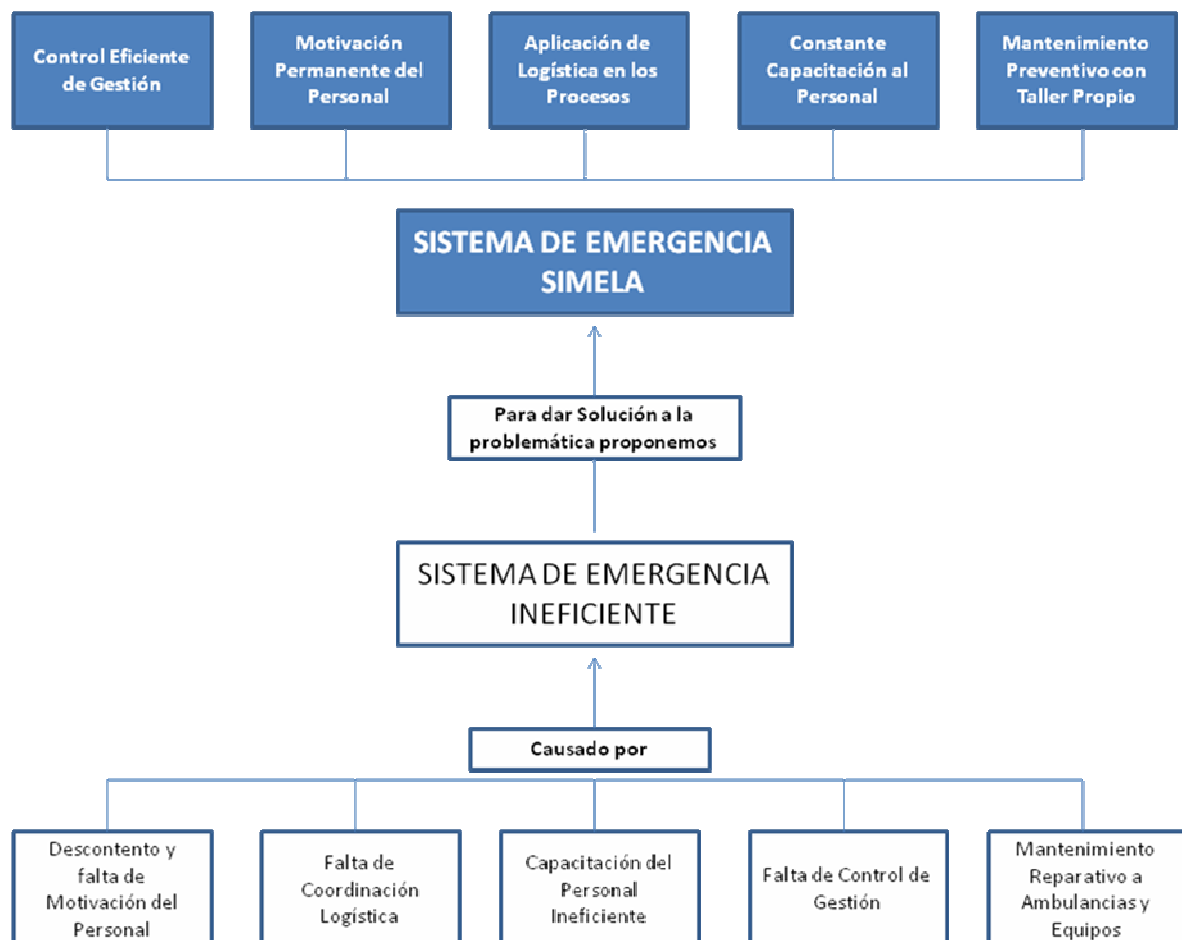 Control Eficiente
de Gestión
Motivación
Permanente del
Personal
Aplicación de
Logística en los
Procesos
Constante
Capacitación al
Personal
Mantenimiento
Preventivo con
Taller Propio
SISTEMA DE EMERGENCIA
SIMELA
Para dar Solución a la
problemática proponemos
SISTEMA DE EMERGENCIA
INEFICIENTE
Causado por
Descontento y
falta de
Motivación del
Personal
Falta de
Coordinación
Logística
Capacitación del
Personal
Ineficiente
Falta de Control de
Gestión
Mantenimiento
Reparativo a
Ambulancias y
Equipos